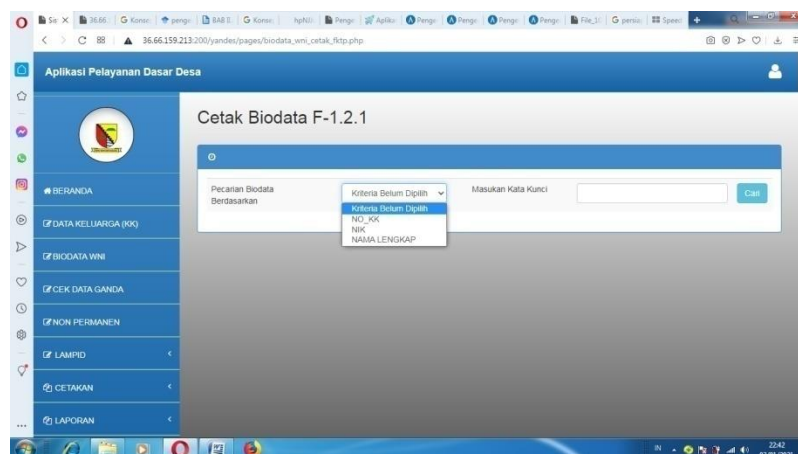 36.66.159.213:200/yandes/pages/biodata_wni_cetak_fktp.php
Aplikasi Pelayanan Dasar Desa
Cetak Biodata F-1.2.1
BERANDA
DATA KELUARGA (KK)
BIODATA WNI
CEK DATA GANDA
NON PERMANEN
LAMPID
CETAKAN
LAPORAN
Pecarian Biodata
Berdasarkan
Kriteria Belum Dipilih
Kriteria Belum Dipilih
NO_KK
NIK
NAMA LENGKAP
Masukan Kata Kunci
Cari
IN
22:42